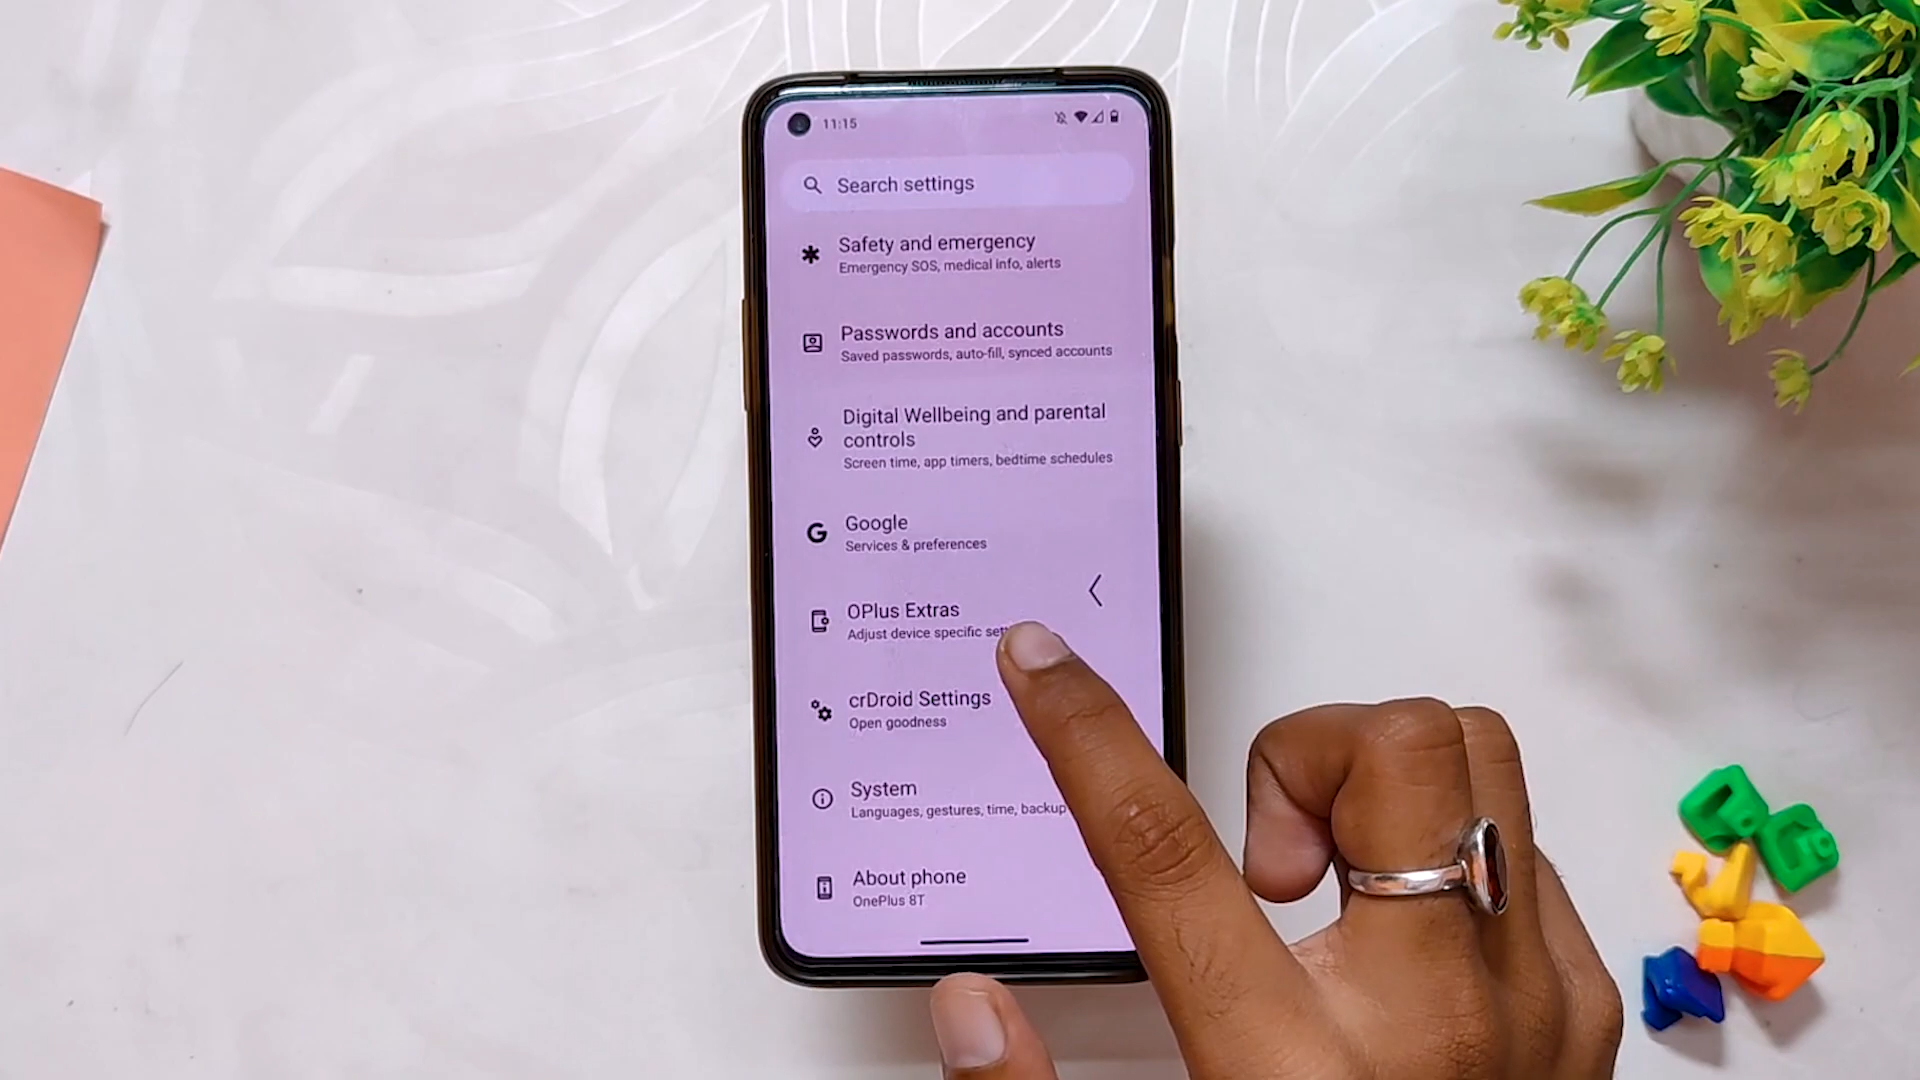 11:15
Search settings
Safety and emergency
Emergency SOS, medical info, alerts
Passwords and accounts
Saved passwords, auto-fill, synced accounts
Digital Wellbeing and parental
controls
Screen time, app timers, bedtime schedules
Google
Services & preferences
OPlus Extras
Adjust device specific
crDroid Settings
Open goodness
System
Languages, gestures, time, backup
About phone
OnePlus 8T